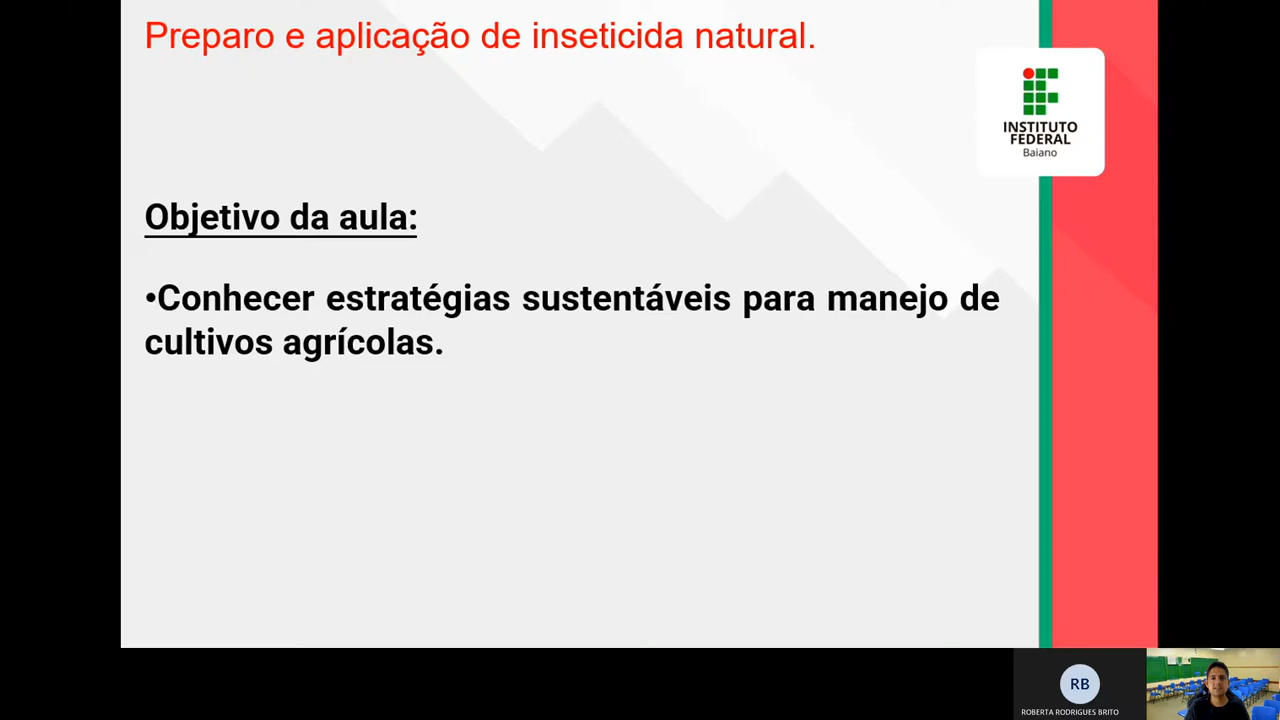 Preparo e aplicação de inseticida natural.
INSTITUTO
FEDERAL
Baiano
Objetivo da aula:
•Conhecer estratégias sustentáveis para manejo de
cultivos agrícolas.
RB
ROBERTA RODRIGUES BRITO